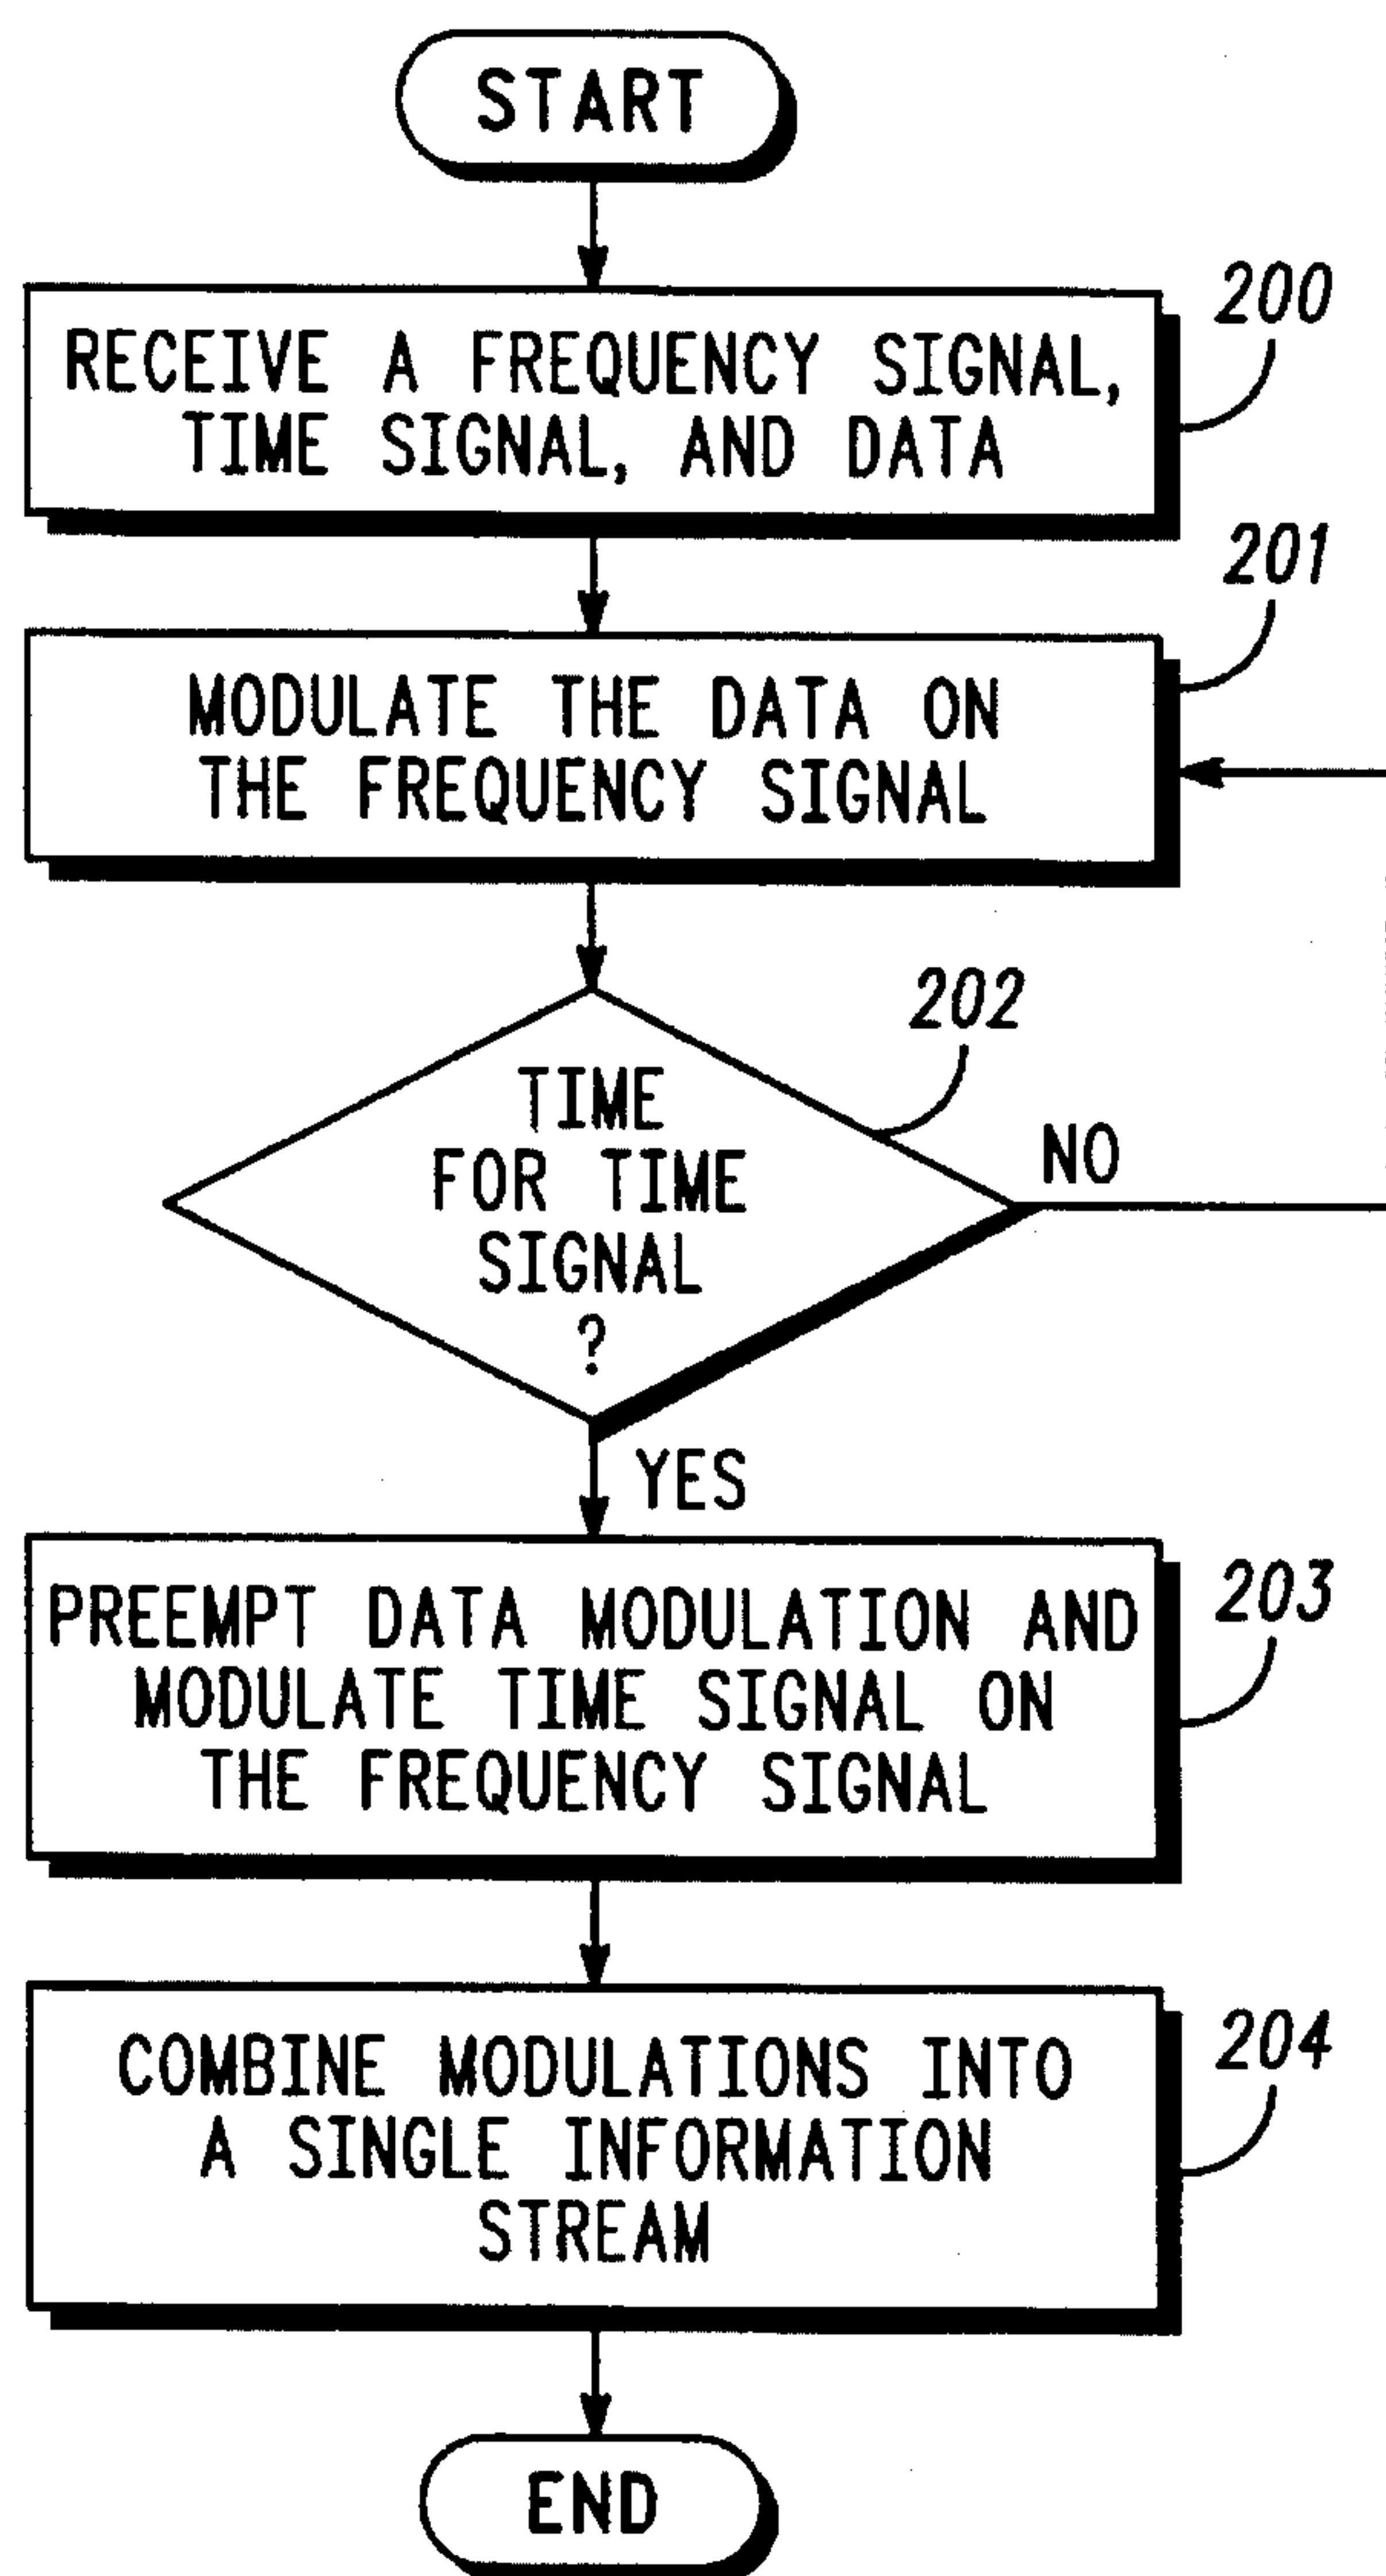 START
200
RECEIVE A FREQUENCY SIGNAL,
TIME SIGNAL, AND DATA
201
MODULATE THE DATA ON
THE FREQUENCY SIGNAL
202
TIME
FOR TIME
SIGNAL
?
NO
YES
203
PREEMPT DATA MODULATION AND
MODULATE TIME SIGNAL ON
THE FREQUENCY SIGNAL
204
COMBINE MODULATIONS INTO
A SINGLE INFORMATION
STREAM
END